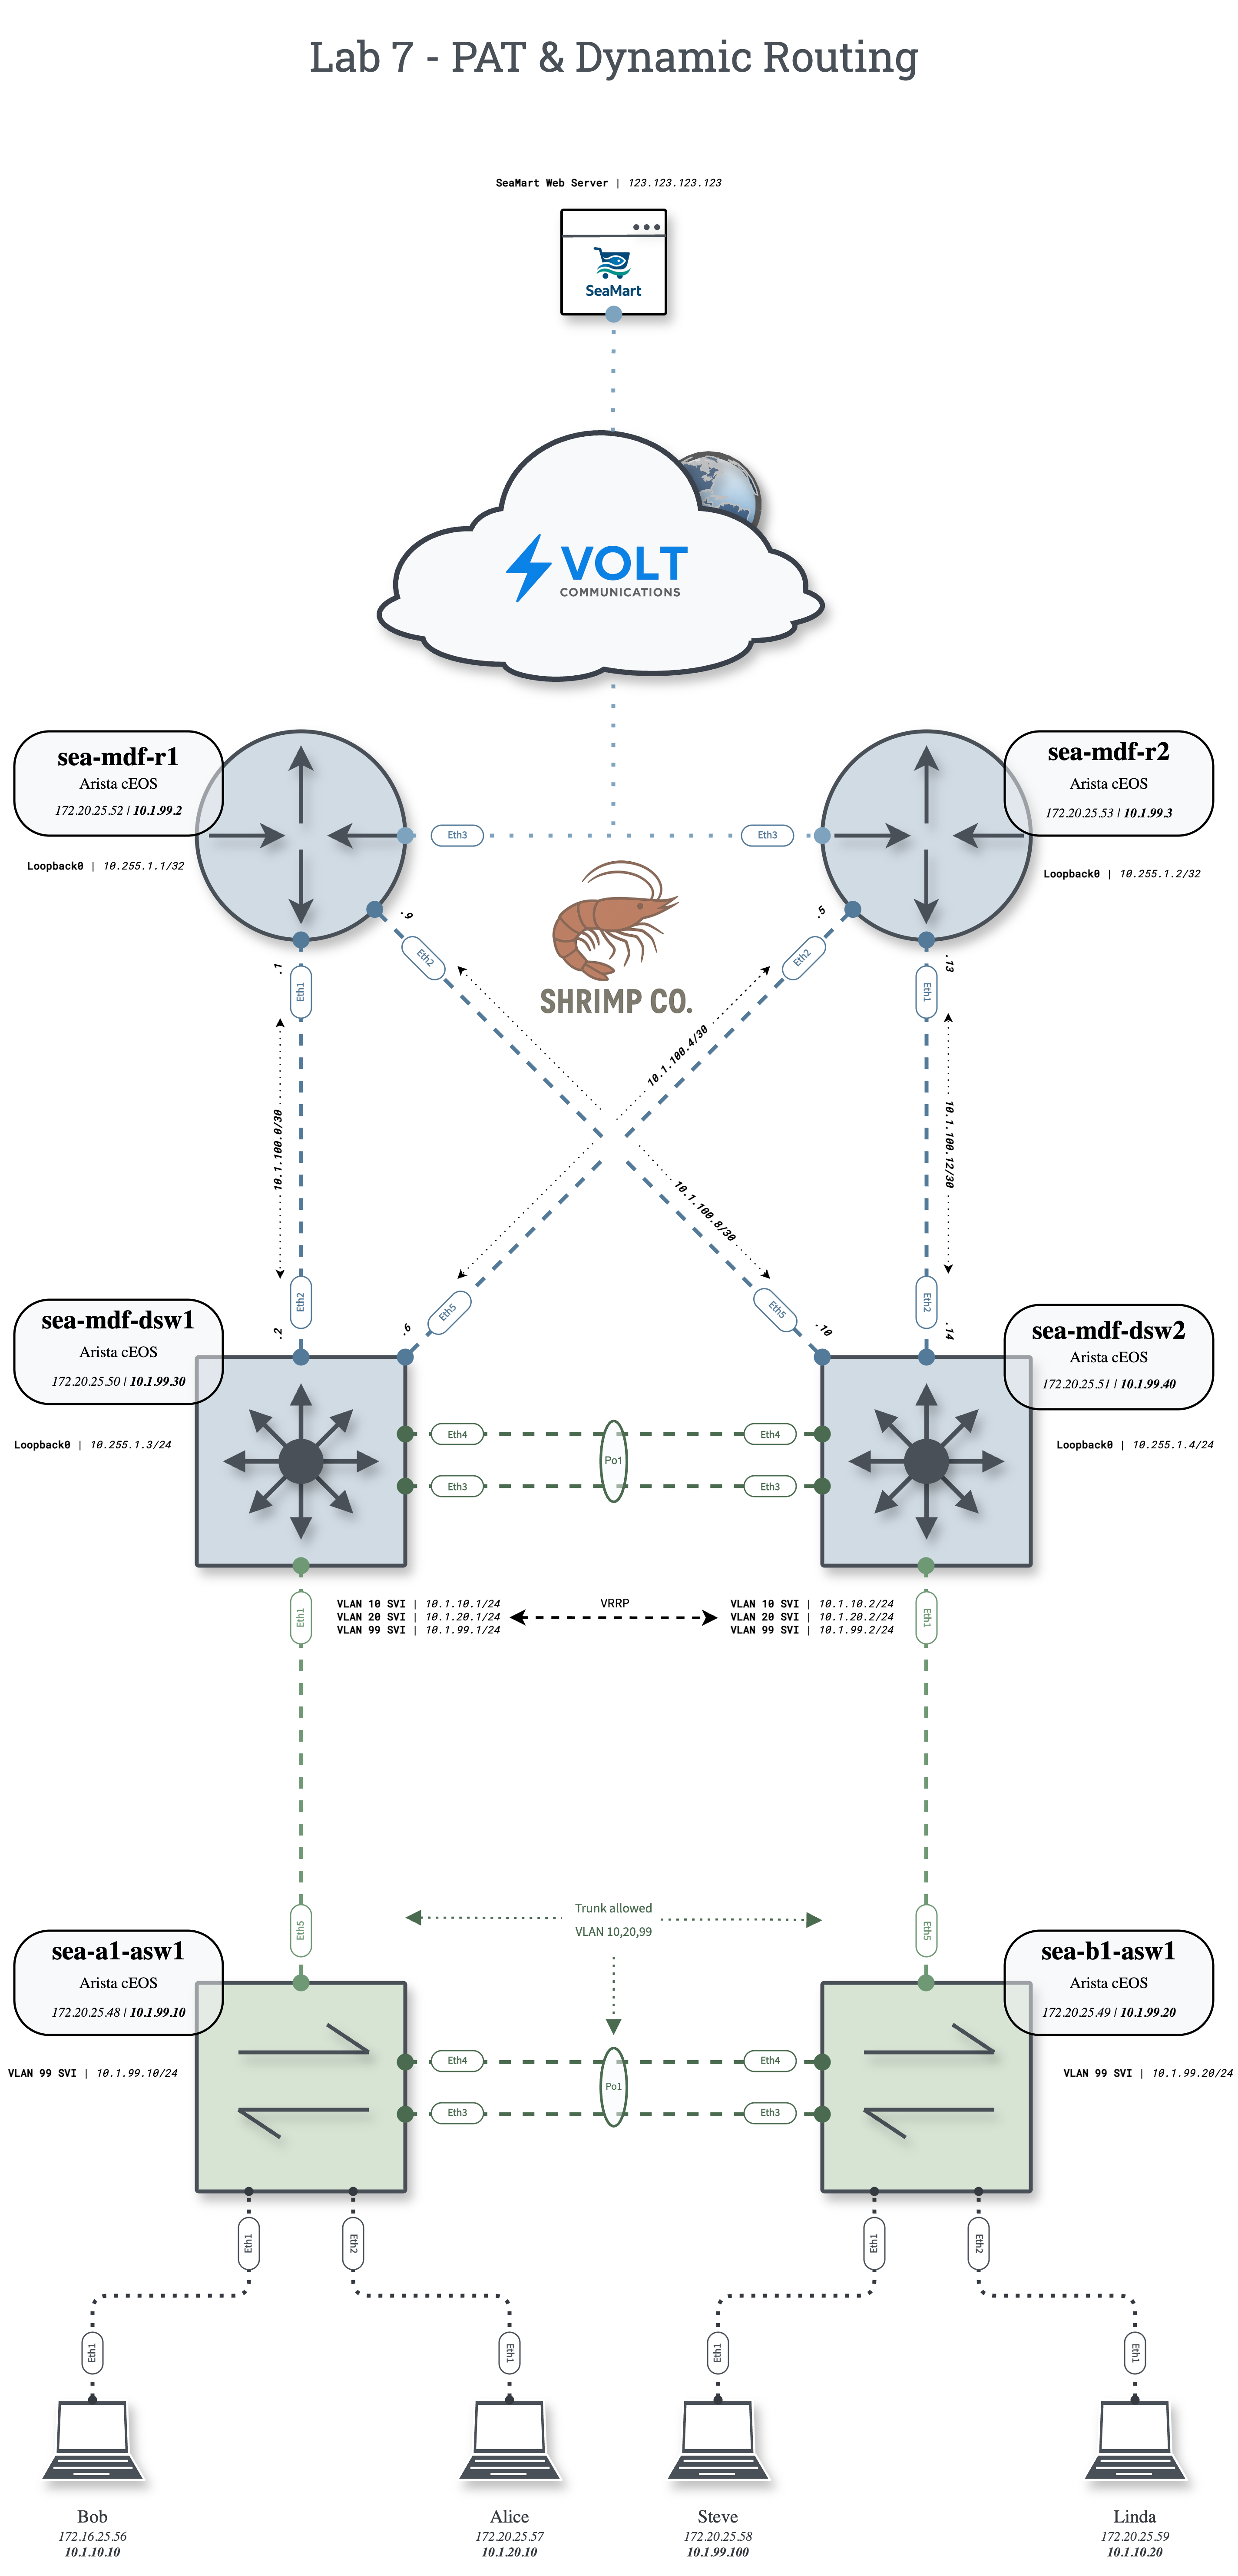 Lab 7 - PAT & Dynamic Routing
SeaMart Web Server | 123.123.123.123
SeaMart
VOLT
COMMUNICATIONS
sea-mdf-r1
Arista cEOS
172.20.25.52 | 10.1.99.2
Loopback0 | 10.255.1.1/32
sea-mdf-r2
Arista cEOS
172.20.25.53 | 10.1.99.3
Loopback0 | 10.255.1.2/32
Eth3
Eth3
SHRIMP CO.
.1
Eth1
.9
Eth2
.5
Eth2
.13
Eth1
10.1.100.0/30
10.1.100.4/30
10.1.100.8/30
10.1.100.12/30
Eth2
.2
Eth5
.6
Eth5
.10
Eth2
.14
sea-mdf-dsw1
Arista cEOS
172.20.25.50 | 10.1.99.30
Loopback0 | 10.255.1.3/24
sea-mdf-dsw2
Arista cEOS
172.20.25.51 | 10.1.99.40
Loopback0 | 10.255.1.4/24
Eth4
Eth4
Po1
Eth3
Eth3
Eth1
VLAN 10 SVI | 10.1.10.1/24
VLAN 20 SVI | 10.1.20.1/24
VLAN 99 SVI | 10.1.99.1/24
VRRP
VLAN 10 SVI | 10.1.10.2/24
VLAN 20 SVI | 10.1.20.2/24
VLAN 99 SVI | 10.1.99.2/24
Eth1
Trunk allowed
VLAN 10,20,99
Eth5
Eth5
sea-a1-asw1
Arista cEOS
172.20.25.48 | 10.1.99.10
VLAN 99 SVI | 10.1.99.10/24
sea-b1-asw1
Arista cEOS
172.20.25.49 | 10.1.99.20
VLAN 99 SVI | 10.1.99.20/24
Eth4
Eth4
Po1
Eth3
Eth3
Eth1
Eth2
Eth1
Eth2
Eth1
Eth1
Eth1
Eth1
Bob
172.16.25.56
10.1.10.10
Alice
172.20.25.57
10.1.20.10
Steve
172.20.25.58
10.1.99.100
Linda
172.20.25.59
10.1.10.20